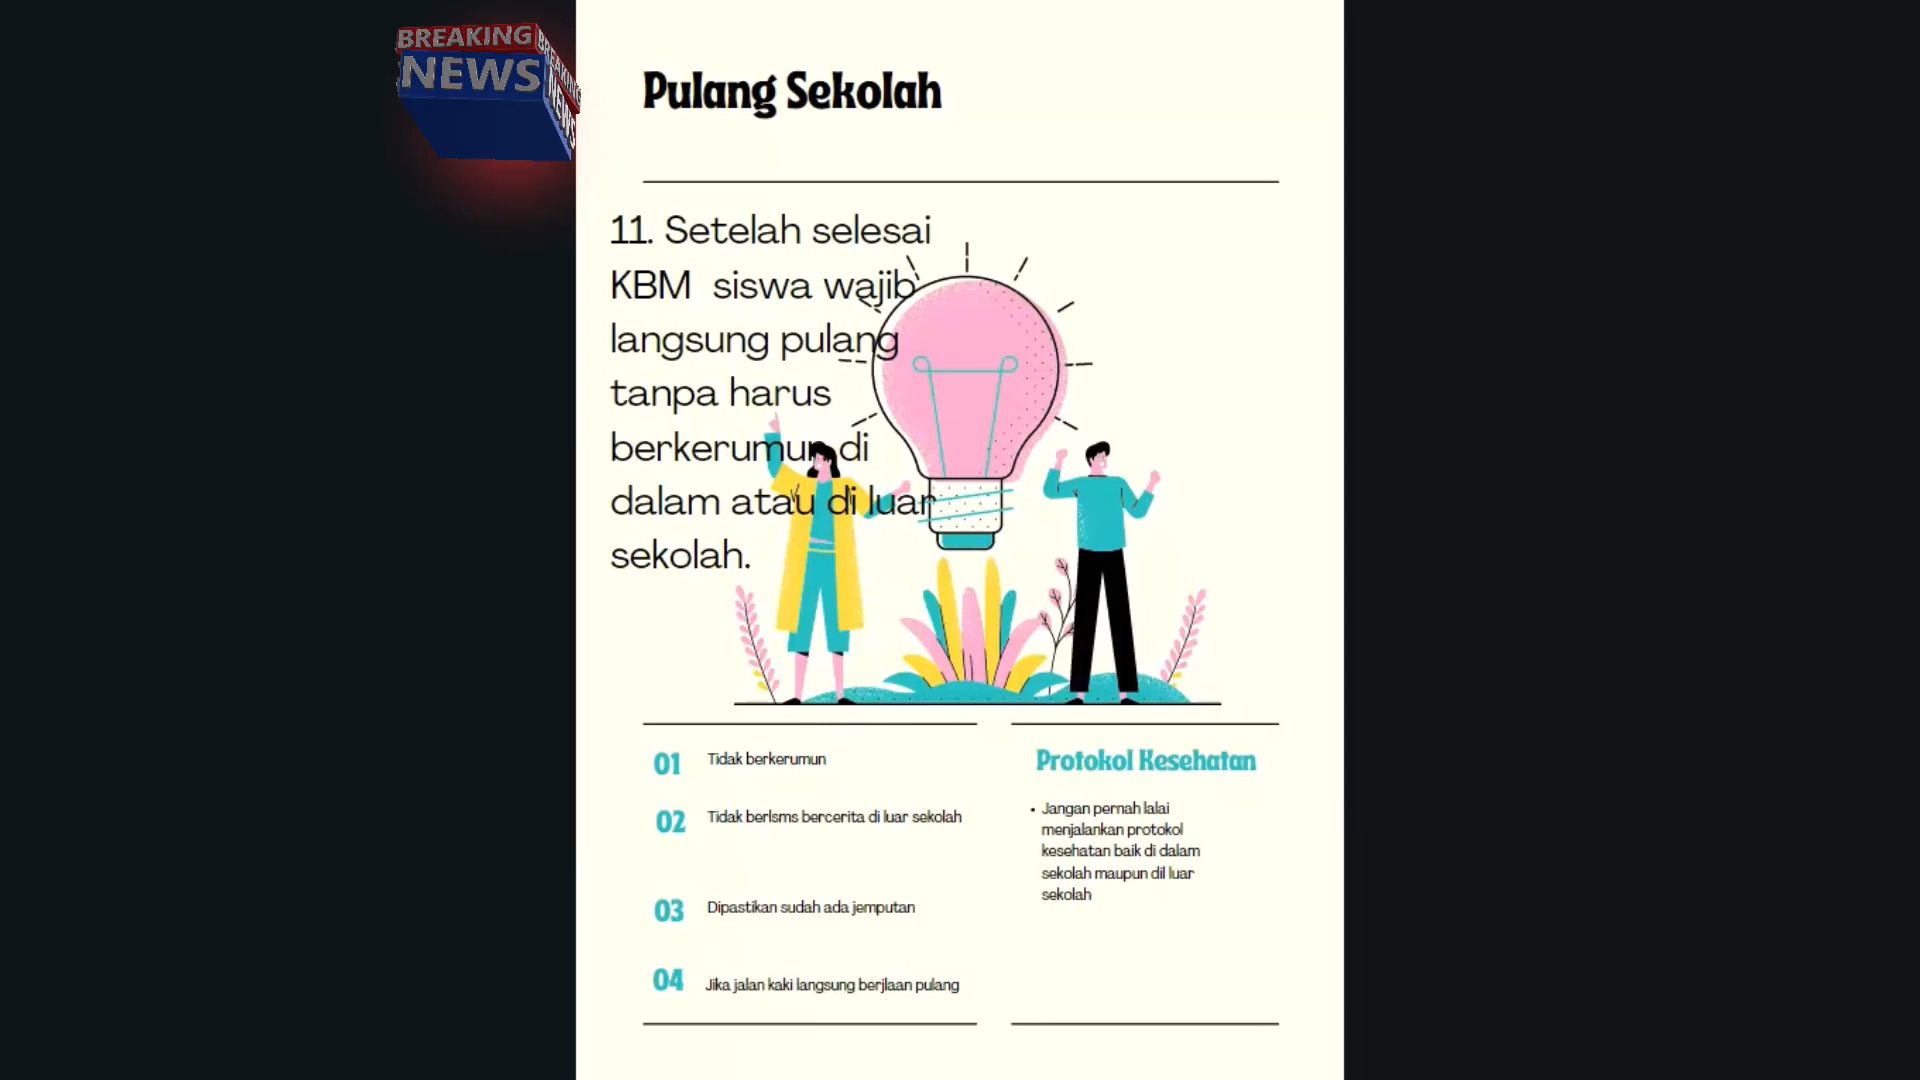 BREAKING
NEWS
BREAKING
NEWS
Pulang Sekolah
11. Setelah selesai
KBM siswa wajib
langsung pulang
tanpa harus
berkerumun di
dalam atau di luar
sekolah.
01 Tidak berkerumun
02 Tidak berlsms bercerita di luar sekolah
03 Dipastikan sudah ada jemputan
04 Jika jalan kaki langsung berjlaan pulang
Protokol Kesehatan
• Jangan pernah lalai
menjalankan protokol
kesehatan baik di dalam
sekolah maupun dil luar
sekolah